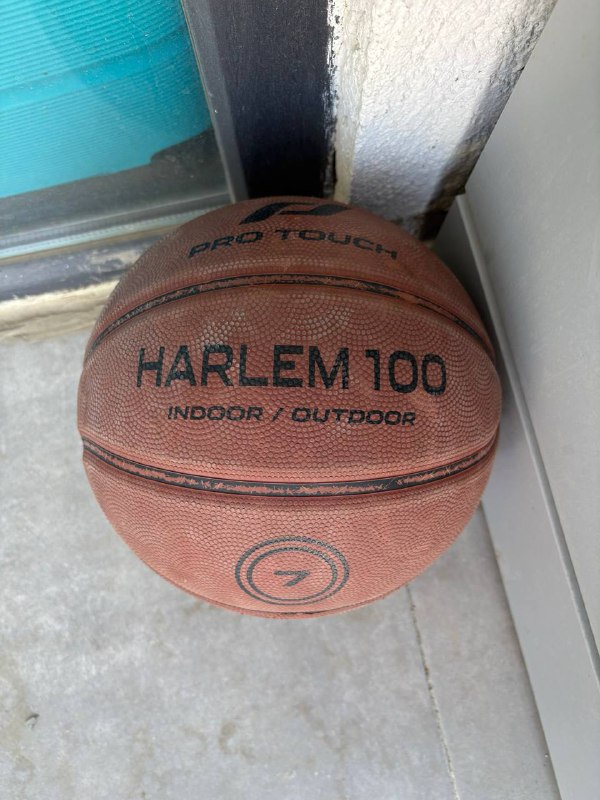 PRO TOUCH
HARLEM 100
INDOOR / OUTDOOR
7